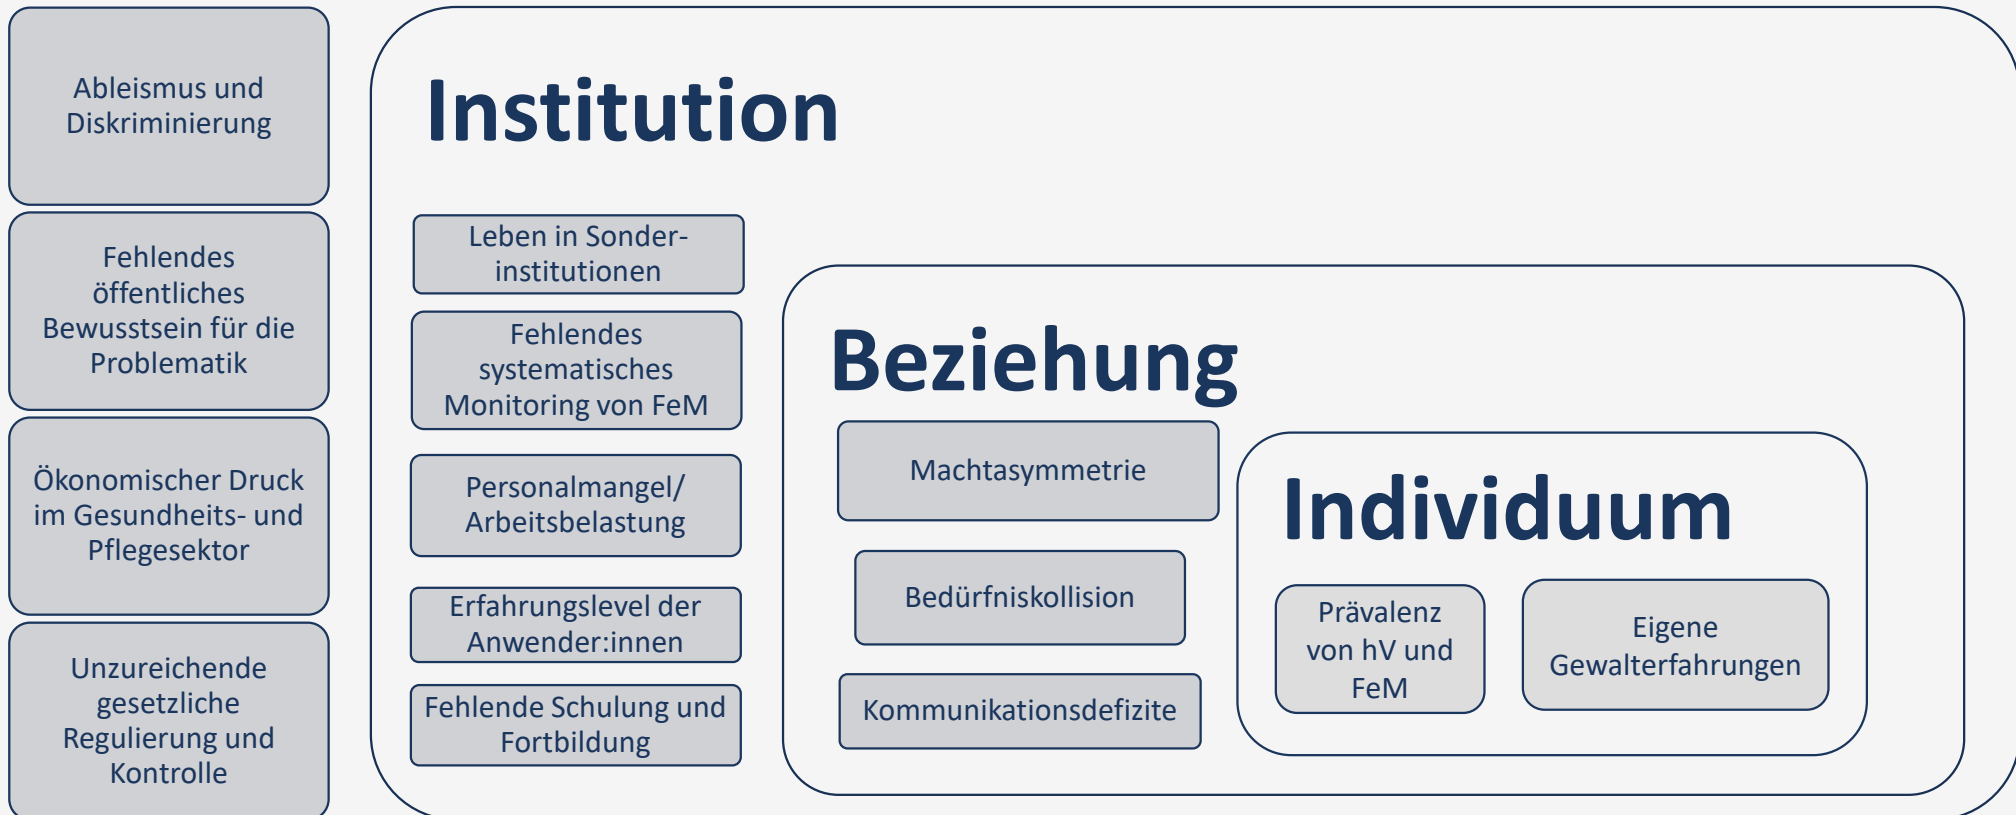 Ableismus und
Diskriminierung
Fehlendes
öffentliches
Bewusstsein für die
Problematik
Ökonomischer Druck
im Gesundheits- und
Pflegesektor
Unzureichende
gesetzliche
Regulierung und
Kontrolle
Institution
Leben in Sonder-
institutionen
Fehlendes
systematisches
Monitoring von FeM
Personalmangel/
Arbeitsbelastung
Erfahrungslevel der
Anwender:innen
Fehlende Schulung und
Fortbildung
Beziehung
Machtasymmetrie
Bedürfniskollision
Kommunikationsdefizite
Individuum
Prävalenz
von hV und
FeM
Eigene
Gewalterfahrungen